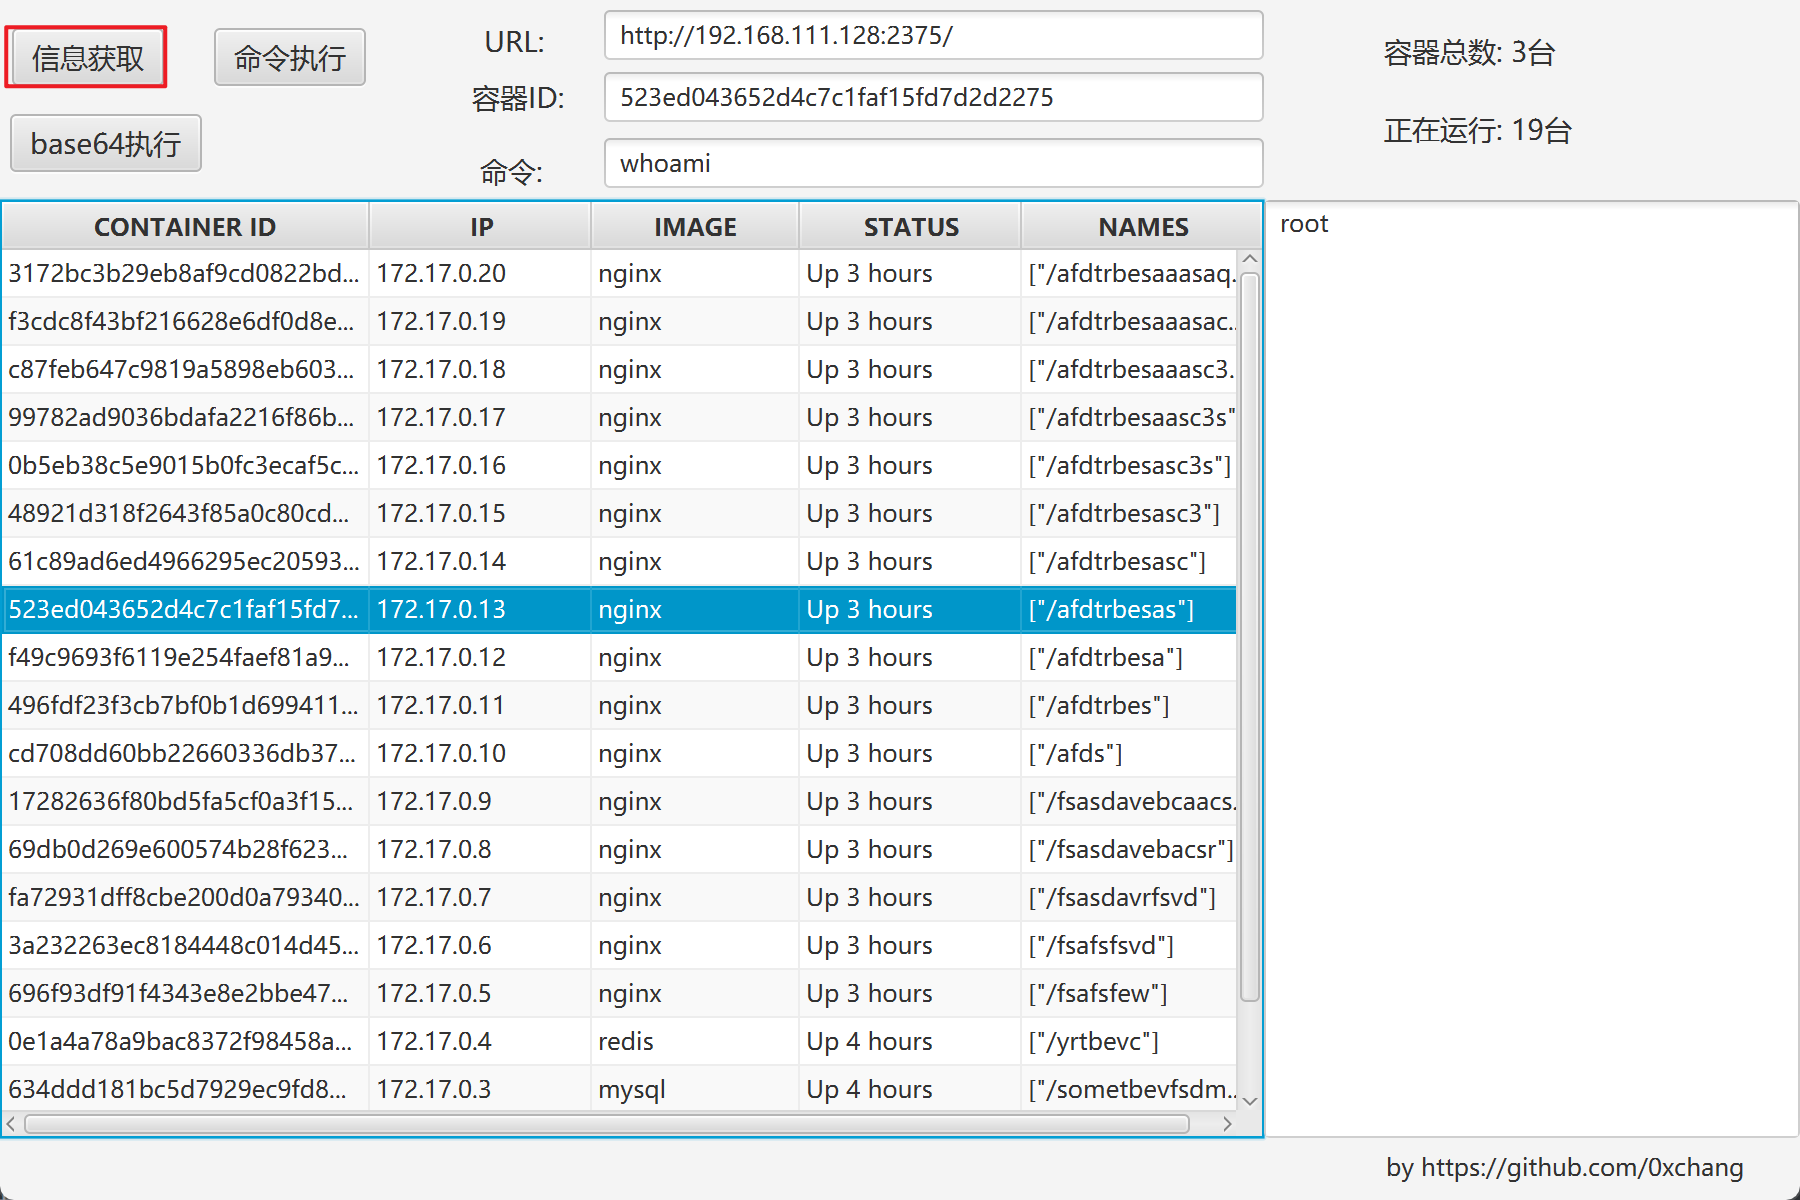 信息获取
命令执行
base64执行
URL:
http://192.168.111.128:2375/
容器ID:
523ed043652d4c7c1faf15fd7d2d2275
命令:
whoami
容器总数: 3台
正在运行: 19台
CONTAINER ID IP IMAGE STATUS NAMES
3172bc3b29eb8af9cd0822bd... 172.17.0.20 nginx Up 3 hours ["/afdtrbesaaasaq.
f3cdc8f43bf216628e6df0d8e... 172.17.0.19 nginx Up 3 hours ["/afdtrbesaaasac..
c87feb647c9819a5898eb603... 172.17.0.18 nginx Up 3 hours ["/afdtrbesaaasc3.
99782ad9036bdafa2216f86b... 172.17.0.17 nginx Up 3 hours ["/afdtrbesaasc3s"
0b5eb38c5e9015b0fc3ecaf5c... 172.17.0.16 nginx Up 3 hours ["/afdtrbesasc3s"]
48921d318f2643f85a0c80cd... 172.17.0.15 nginx Up 3 hours ["/afdtrbesasc3"]
61c89ad6ed4966295ec20593... 172.17.0.14 nginx Up 3 hours ["/afdtrbesasc"]
523ed043652d4c7c1faf15fd7... 172.17.0.13 nginx Up 3 hours ["/afdtrbesas"]
f49c9693f6119e254faef81a9... 172.17.0.12 nginx Up 3 hours ["/afdtrbesa"]
496fdf23f3cb7bf0b1d699411... 172.17.0.11 nginx Up 3 hours ["/afdtrbes"]
cd708dd60bb22660336db37... 172.17.0.10 nginx Up 3 hours ["/afds"]
17282636f80bd5fa5cf0a3f15... 172.17.0.9 nginx Up 3 hours ["/fsasdavebcaacs.
69db0d269e600574b28f623... 172.17.0.8 nginx Up 3 hours ["/fsasdavebacsr"]
fa72931dff8cbe200d0a79340... 172.17.0.7 nginx Up 3 hours ["/fsasdavrfsvd"]
3a232263ec8184448c014d45... 172.17.0.6 nginx Up 3 hours ["/fsafsfsvd"]
696f93df91f4343e8e2bbe47... 172.17.0.5 nginx Up 3 hours ["/fsafsfew"]
0e1a4a78a9bac8372f98458a... 172.17.0.4 redis Up 4 hours ["/yrtbevc"]
634ddd181bc5d7929ec9fd8... 172.17.0.3 mysql Up 4 hours ["/sometbevfsdm..
root
by https://github.com/0xchang